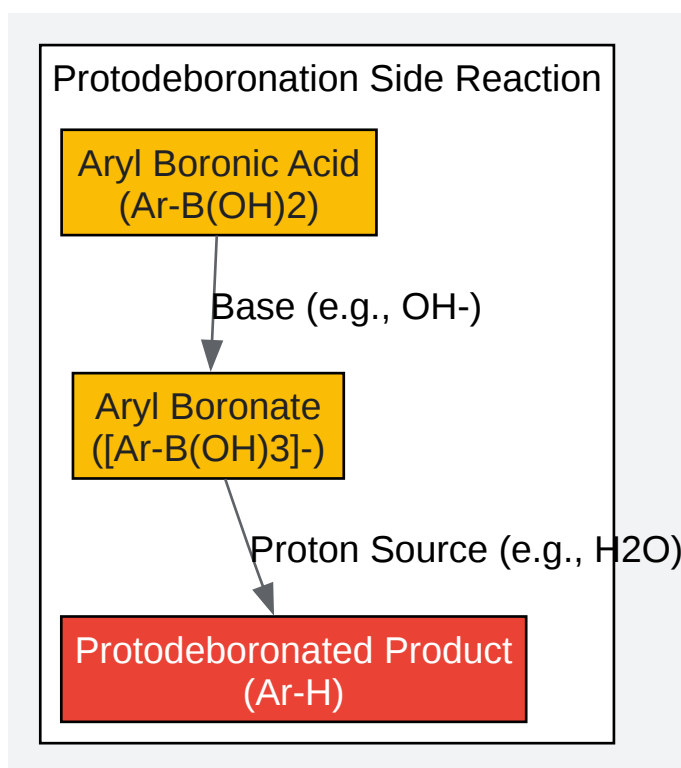 Protodeboronation Side Reaction
Aryl Boronic Acid
(Ar-B(OH)2)
Base (e.g., OH-)
Aryl Boronate
([Ar-B(OH)3]-)
Proton Source (e.g., H2O)
Protodeboronated Product
(Ar-H)